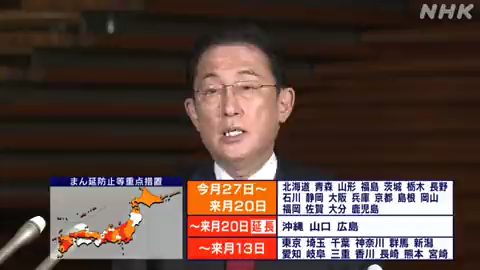 NHK
まん延防止等重点措置
今月27日～
来月20日
北海道 青森 山形 福島 茨城 栃木 長野
石川 静岡 大阪 兵庫 京都 島根 岡山
福岡 佐賀 大分 鹿児島
～来月20日 延長
沖縄 山口 広島
～来月13日
東京 埼玉 千葉 神奈川 群馬 新潟
愛知 岐阜 三重 香川 長崎 熊本 宮崎